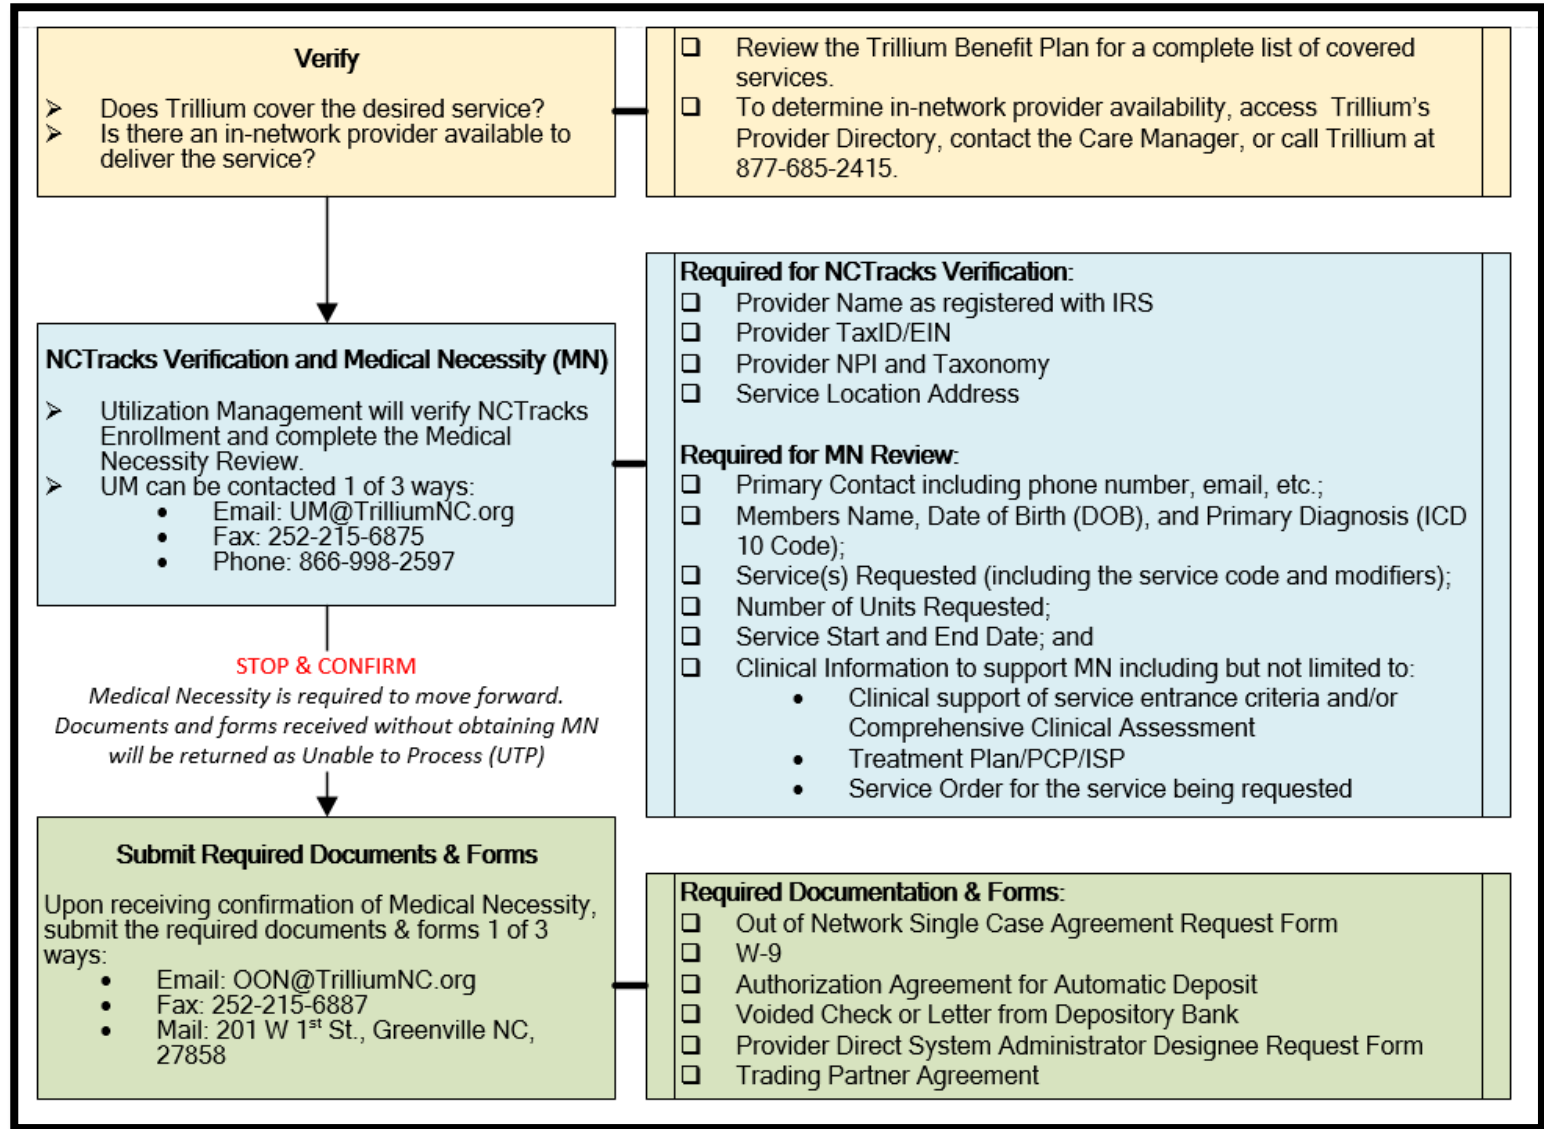 Verify
➢ Does Trillium cover the desired service?
➢ Is there an in-network provider available to
deliver the service?
❑ Review the Trillium Benefit Plan for a complete list of covered
services.
❑ To determine in-network provider availability, access Trillium's
Provider Directory, contact the Care Manager, or call Trillium at
877-685-2415.
NCTracks Verification and Medical Necessity (MN)
➢ Utilization Management will verify NCTracks
Enrollment and complete the Medical
Necessity Review.
➢ UM can be contacted 1 of 3 ways:
• Email: UM@TrilliumNC.org
• Fax: 252-215-6875
• Phone: 866-998-2597
Required for NCTracks Verification:
❑ Provider Name as registered with IRS
❑ Provider TaxID/EIN
❑ Provider NPI and Taxonomy
❑ Service Location Address
Required for MN Review:
❑ Primary Contact including phone number, email, etc.;
❑ Members Name, Date of Birth (DOB), and Primary Diagnosis (ICD
10 Code);
❑ Service(s) Requested (including the service code and modifiers);
❑ Number of Units Requested;
❑ Service Start and End Date; and
❑ Clinical Information to support MN including but not limited to:
• Clinical support of service entrance criteria and/or
Comprehensive Clinical Assessment
• Treatment Plan/PCP/ISP
• Service Order for the service being requested
STOP & CONFIRM
Medical Necessity is required to move forward.
Documents and forms received without obtaining MN
will be returned as Unable to Process (UTP)
Submit Required Documents & Forms
Upon receiving confirmation of Medical Necessity,
submit the required documents & forms 1 of 3
ways:
• Email: OON@TrilliumNC.org
• Fax: 252-215-6887
• Mail: 201 W 1st St., Greenville NC,
27858
Required Documentation & Forms:
❑ Out of Network Single Case Agreement Request Form
❑ W-9
❑ Authorization Agreement for Automatic Deposit
❑ Voided Check or Letter from Depository Bank
❑ Provider Direct System Administrator Designee Request Form
❑ Trading Partner Agreement